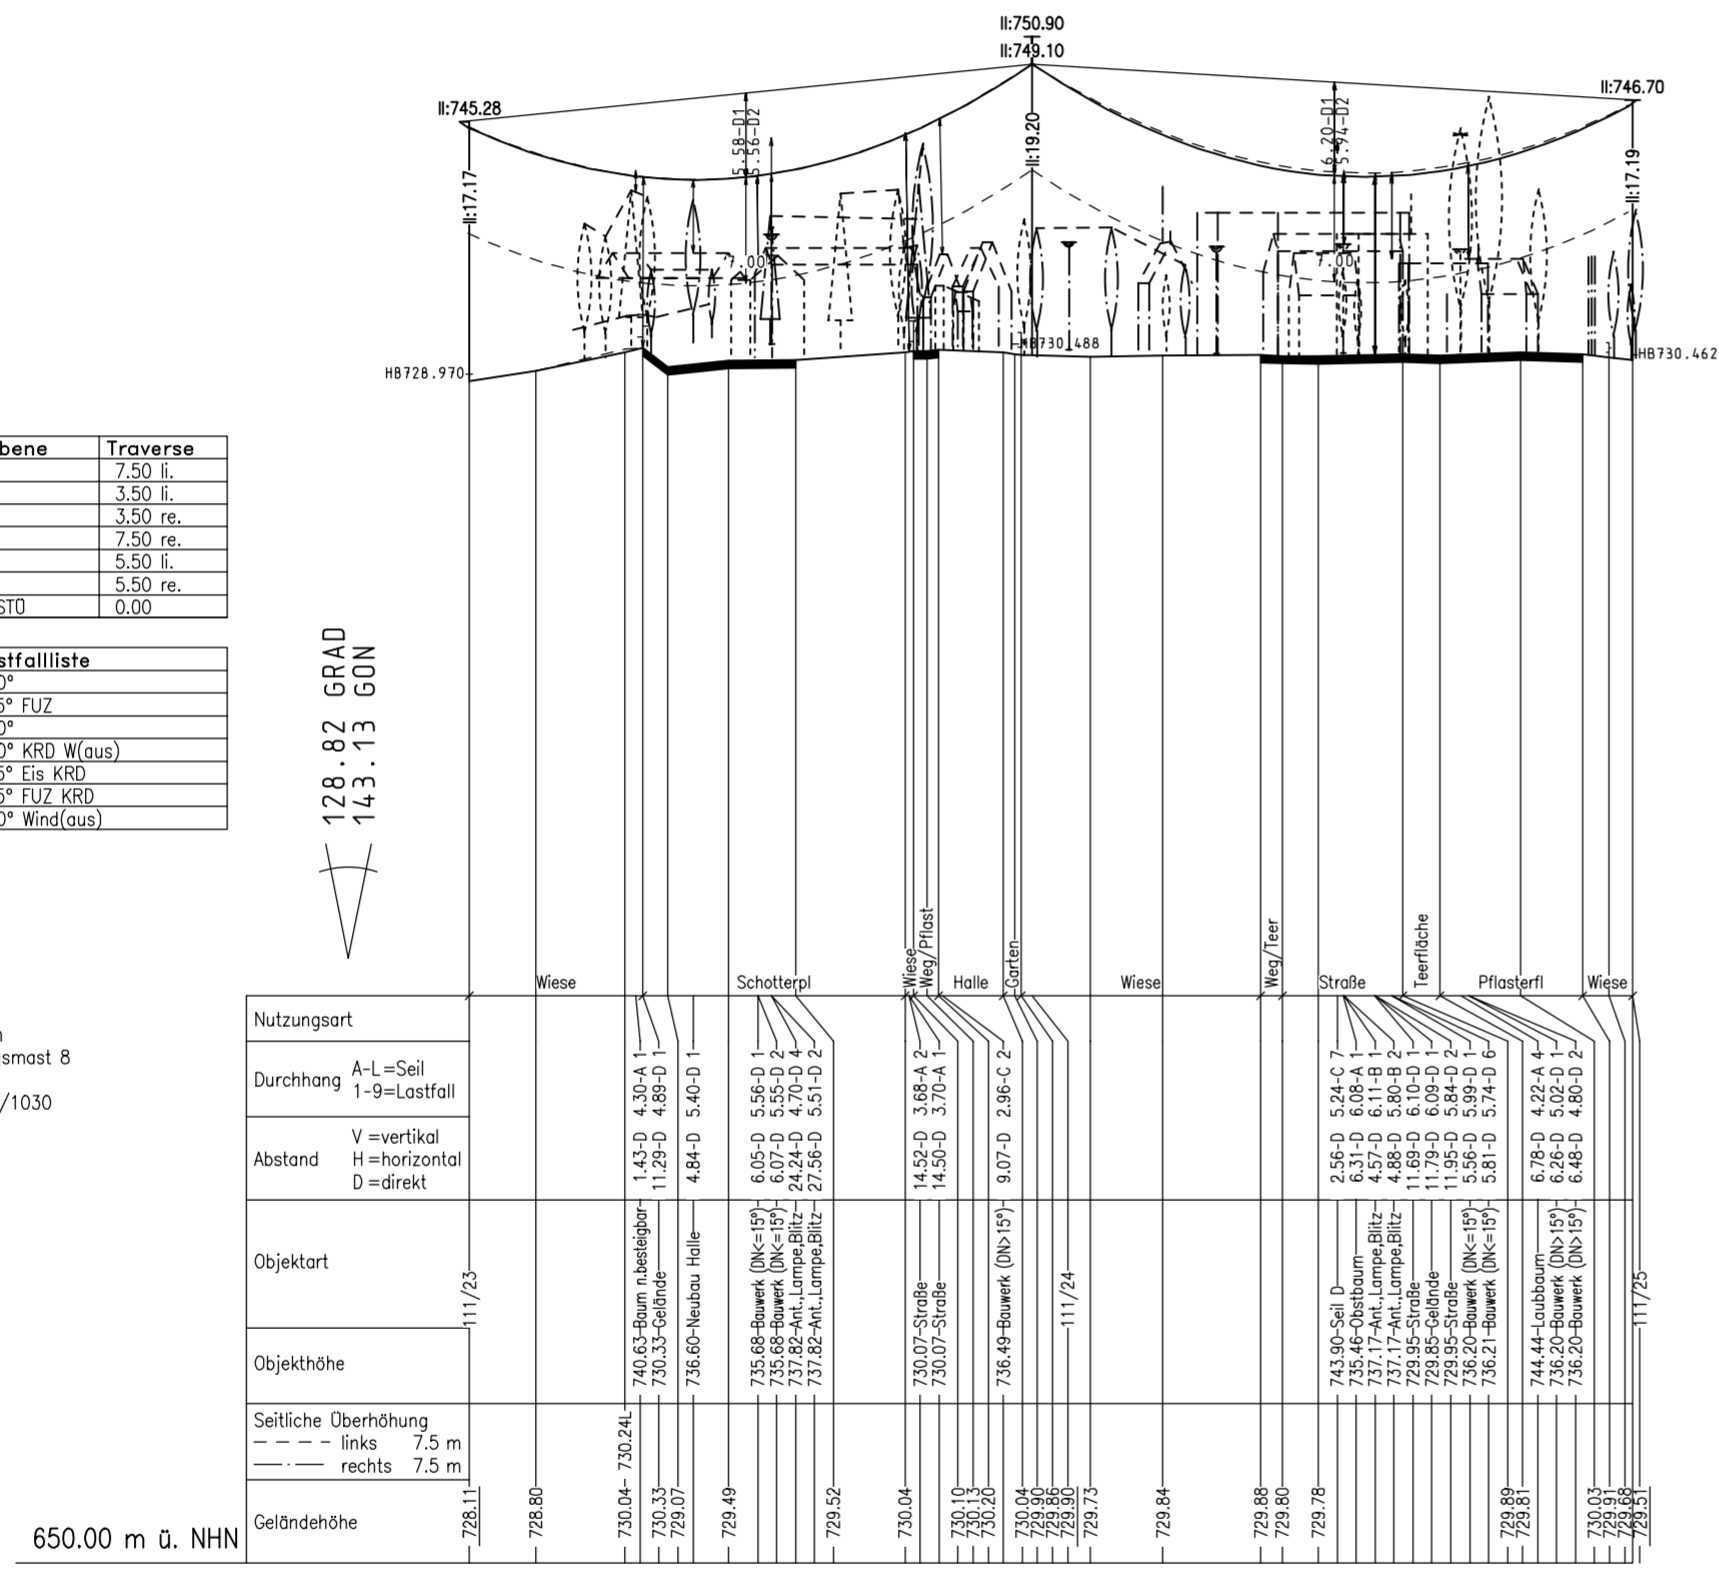 II:750.90
II:749.10
II:745.28
II:746.70
5.58-D1
5.56-D2
6.20-D1
5.94-D2
II:17.17
II:19.20
II:17.19
7.00
7.00
HB728.970
HB730.488
HB730.462
bene Traverse
7.50 li.
3.50 li.
3.50 re.
7.50 re.
5.50 li.
5.50 re.
STÜ 0.00
stfallliste
0°
5° FUZ
0°
0° KRD W(aus)
5° Eis KRD
5° FUZ KRD
0° Wind(aus)
128.82 GRAD
143.13 GON
n
gsmast 8
/1030
Wiese
Schotterpl
Wiese
Weg/Pflast
Halle
Garten
Wiese
Weg/Teer
Straße
Teerfläche
Pflasterfl
Wiese
Nutzungsart
Durchhang A-L=Seil
1-9=Lastfall
Abstand V =vertikal
H =horizontal
D =direkt
Objektart
Objekthöhe
Seitliche Überhöhung
links 7.5 m
rechts 7.5 m
Geländehöhe
650.00 m ü. NHN
111/23
740.63-Baum n.besteigbar 1.43-D 4.30-A 1
730.33-Gelände 11.29-D 4.89-D 1
736.60-Neubau Halle 4.84-D 5.40-D 1
735.68-Bauwerk (DN<=15°) 6.05-D 5.56-D 1
735.68-Bauwerk (DN<=15°) 6.07-D 5.55-D 2
737.82-Ant.,Lampe,Blitz 24.24-D 4.70-D 4
737.82-Ant.,Lampe,Blitz 27.56-D 5.51-D 2
730.07-Straße 14.52-D 3.68-A 2
730.07-Straße 14.50-D 3.70-A 1
736.49-Bauwerk (DN>15°) 9.07-D 2.96-C 2
111/24
743.90-Seil D 2.56-D 5.24-C 7
735.46-Obstbaum 6.31-D 6.08-A 1
737.17-Ant.,Lampe,Blitz 4.57-D 6.11-B 1
737.17-Ant.,Lampe,Blitz 4.88-D 5.80-B 2
729.95-Straße 11.69-D 6.10-D 1
729.85-Gelände 11.79-D 6.09-D 1
729.95-Straße 11.95-D 5.84-D 2
736.20-Bauwerk (DN<=15°) 5.56-D 5.99-D 1
736.21-Bauwerk (DN<=15°) 5.81-D 5.74-D 6
744.44-Laubbaum 6.78-D 4.22-A 4
736.20-Bauwerk (DN>15°) 6.26-D 5.02-D 1
736.20-Bauwerk (DN>15°) 6.48-D 4.80-D 2
111/25
728.11
728.80
730.04- 730.24L
730.33
729.07
729.49
729.52
730.04
730.10
730.13
730.20
730.04
729.90
729.86
729.90
729.73
729.84
729.88
729.80
729.78
729.89
729.81
730.03
729.91
729.68
729.51